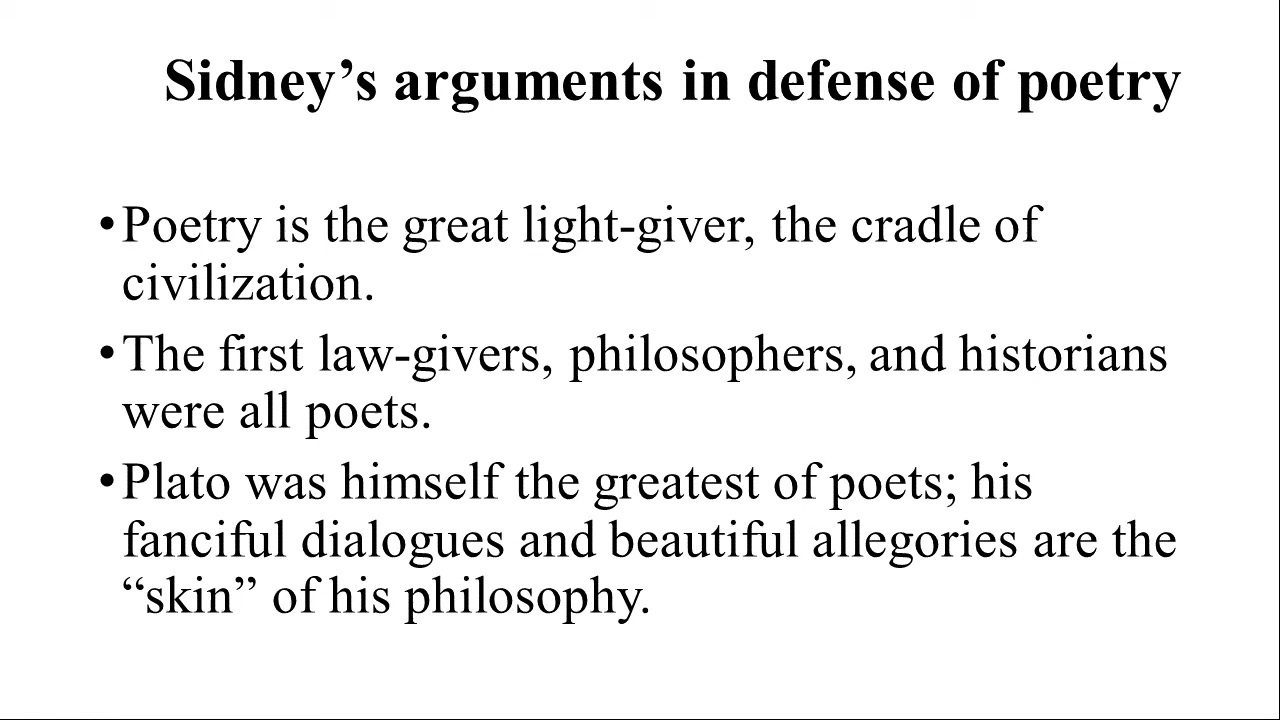 Sidney’s arguments in defense of poetry
•Poetry is the great light-giver, the cradle of
civilization.
•The first law-givers, philosophers, and historians
were all poets.
•Plato was himself the greatest of poets; his
fanciful dialogues and beautiful allegories are the
“skin” of his philosophy.